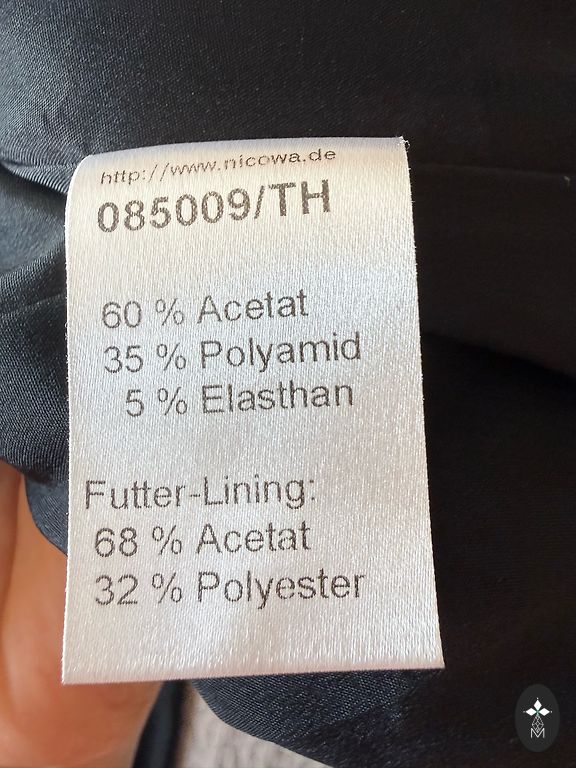 http://www.nicowa.de
085009/TH
60 % Acetat
35 % Polyamid
5 % Elasthan
Futter-Lining:
68 % Acetat
32 % Polyester
M